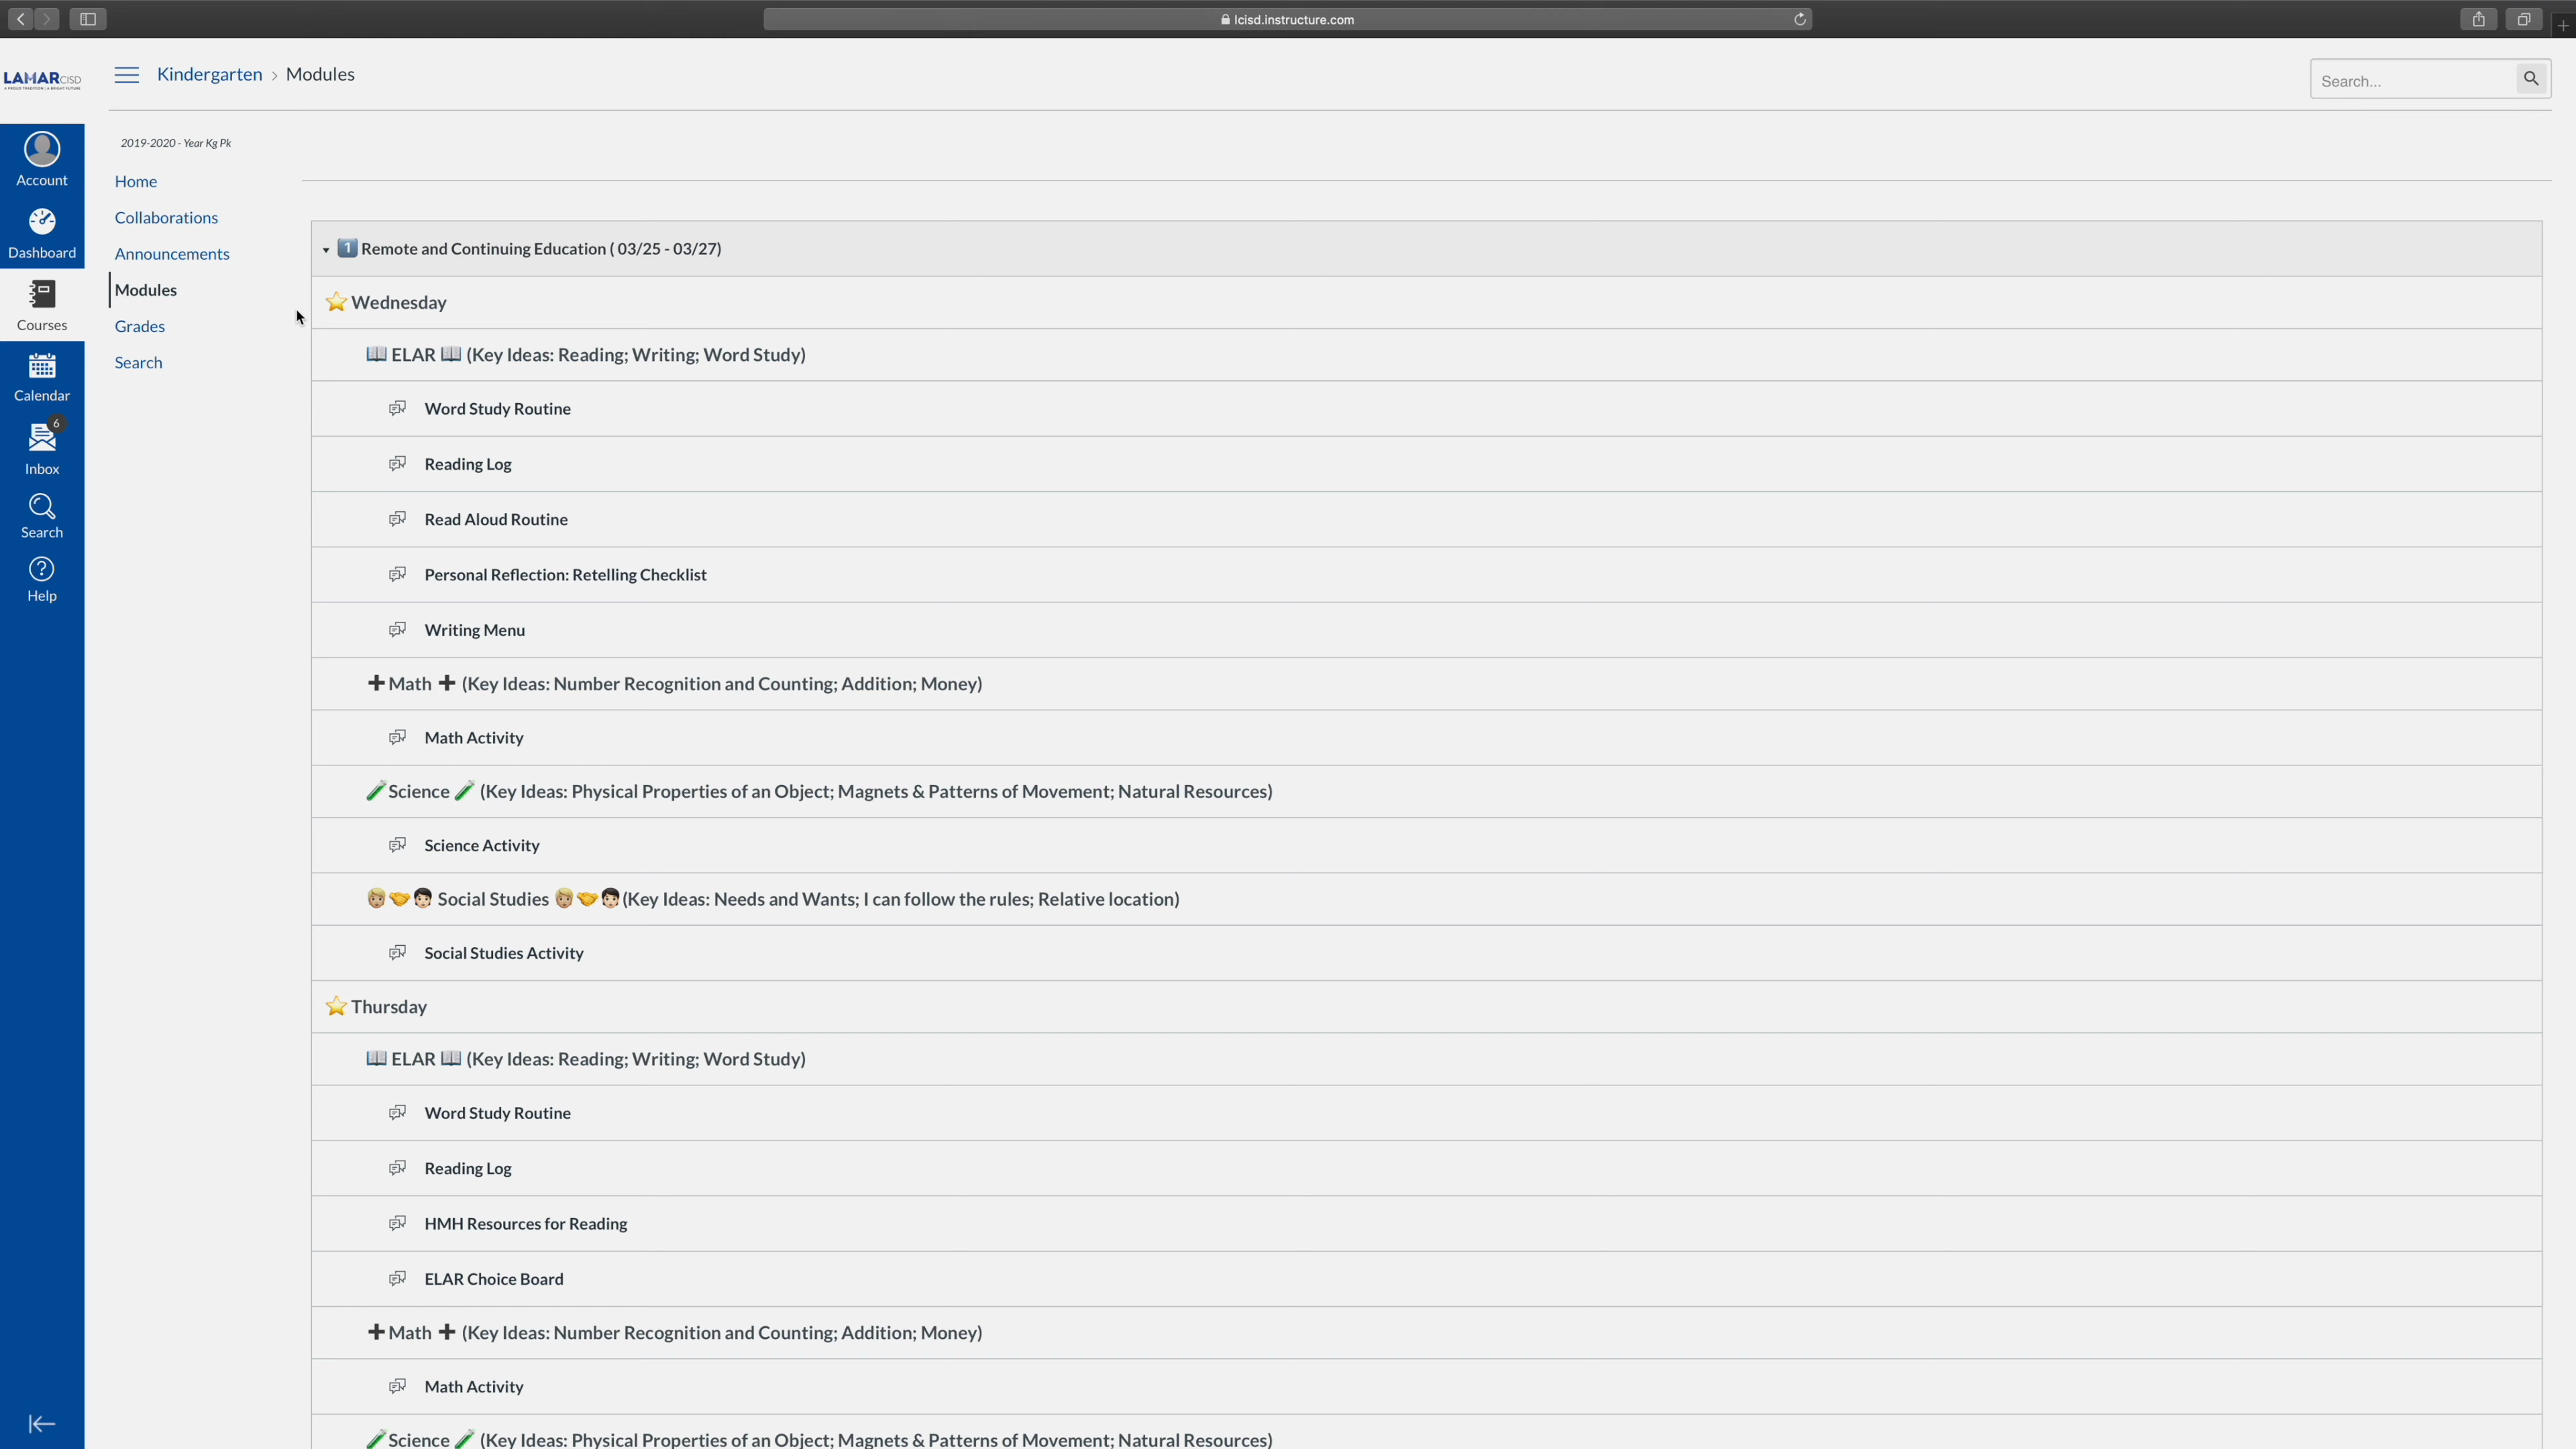 lcisd.instructure.com
LAMARCISD
A PROUD TRADITION | A BRIGHT FUTURE
Kindergarten › Modules
Search...
2019-2020 - Year Kg Pk
Account
Dashboard
Courses
Calendar
6
Inbox
Search
Help
Home
Collaborations
Announcements
Modules
Grades
Search
1 Remote and Continuing Education ( 03/25 - 03/27)
Wednesday
ELAR (Key Ideas: Reading; Writing; Word Study)
Word Study Routine
Reading Log
Read Aloud Routine
Personal Reflection: Retelling Checklist
Writing Menu
➕Math ➕ (Key Ideas: Number Recognition and Counting; Addition; Money)
Math Activity
Science (Key Ideas: Physical Properties of an Object; Magnets & Patterns of Movement; Natural Resources)
Science Activity
Social Studies (Key Ideas: Needs and Wants; I can follow the rules; Relative location)
Social Studies Activity
Thursday
ELAR (Key Ideas: Reading; Writing; Word Study)
Word Study Routine
Reading Log
HMH Resources for Reading
ELAR Choice Board
➕Math ➕ (Key Ideas: Number Recognition and Counting; Addition; Money)
Math Activity
Science (Key Ideas: Physical Properties of an Object; Magnets & Patterns of Movement; Natural Resources)